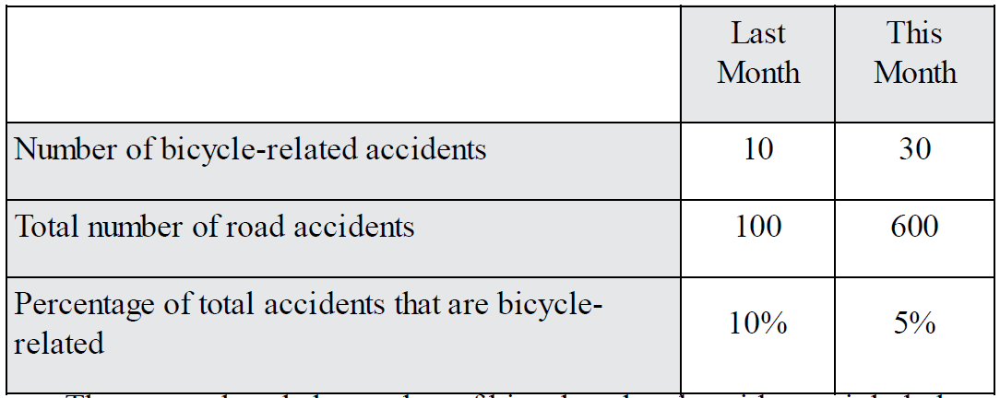 Last
Month
This
Month
Number of bicycle-related accidents
10
30
Total number of road accidents
100
600
Percentage of total accidents that are bicycle-
related
10%
5%